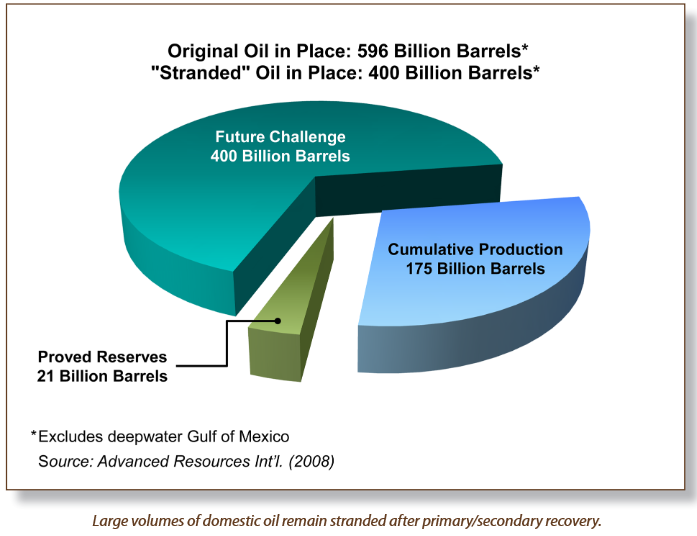 Original Oil in Place: 596 Billion Barrels*
"Stranded" Oil in Place: 400 Billion Barrels*
Future Challenge
400 Billion Barrels
Cumulative Production
175 Billion Barrels
Proved Reserves
21 Billion Barrels
*Excludes deepwater Gulf of Mexico
Source: Advanced Resources Int'l. (2008)
Large volumes of domestic oil remain stranded after primary/secondary recovery.